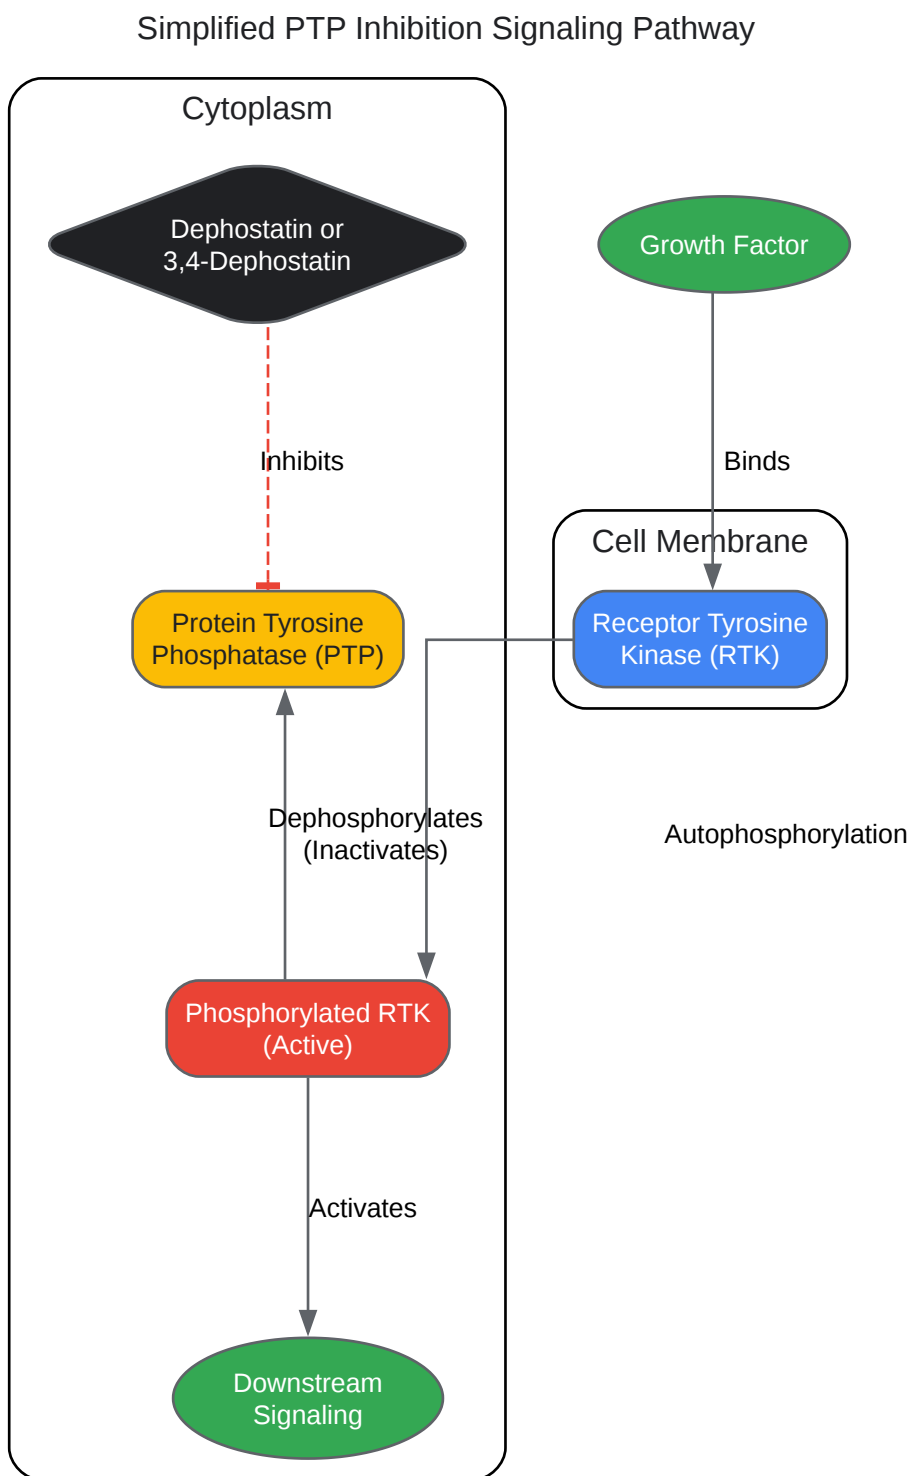 Simplified PTP Inhibition Signaling Pathway
Cytoplasm
Dephostatin or
3,4-Dephostatin
Growth Factor
Inhibits
Binds
Cell Membrane
Protein Tyrosine
Phosphatase (PTP)
Receptor Tyrosine
Kinase (RTK)
Dephosphorylates
(Inactivates)
Autophosphorylation
Phosphorylated RTK
(Active)
Activates
Downstream
Signaling